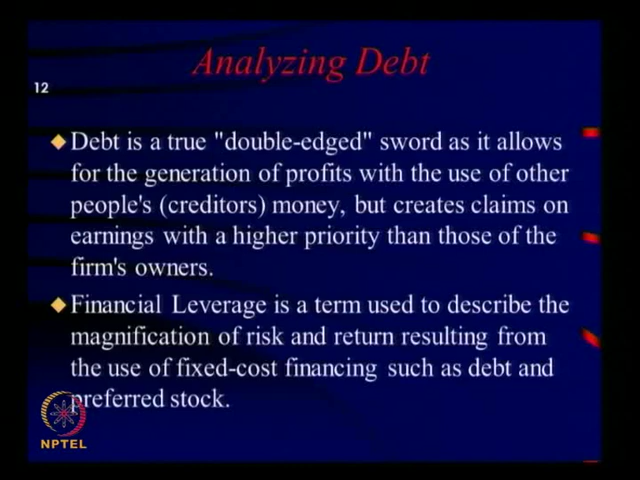 Analyzing Debt
12
Debt is a true "double-edged" sword as it allows
for the generation of profits with the use of other
people's (creditors) money, but creates claims on
earnings with a higher priority than those of the
firm's owners.
Financial Leverage is a term used to describe the
magnification of risk and return resulting from
the use of fixed-cost financing such as debt and
preferred stock.
NPTEL